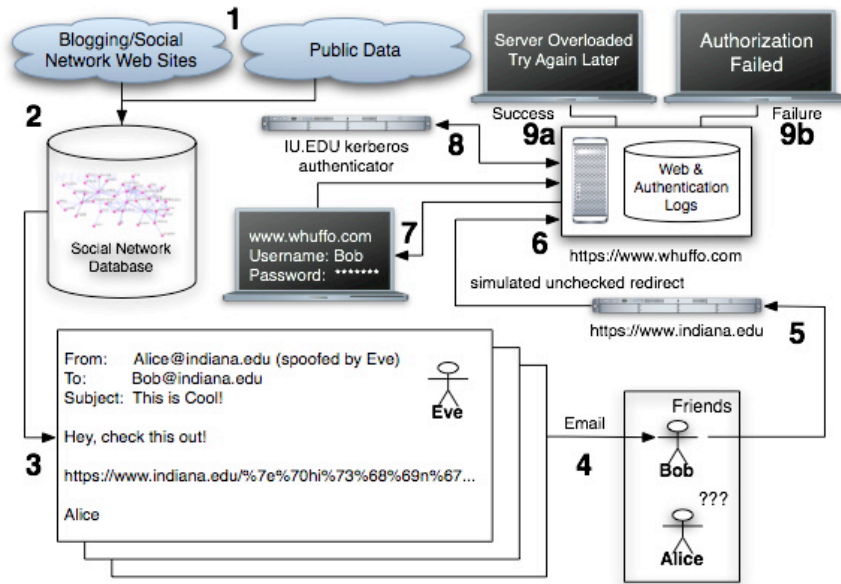 1
Blogging/Social
Network Web Sites
Public Data
Server Overloaded
Try Again Later
Authorization
Failed
2
Success
9a
Failure
9b
IU.EDU kerberos
authenticator
8
Web &
Authentication
Logs
Social Network
Database
www.whuffo.com
Username: Bob
Password: *******
7
6
https://www.whuffo.com
simulated unchecked redirect
https://www.indiana.edu
5
From: Alice@indiana.edu (spoofed by Eve)
To: Bob@indiana.edu
Subject: This is Cool!
Eve
Hey, check this out!
3
https://www.indiana.edu/%7e%70hi%73%68%69n%67...
Alice
Email
4
Friends
Bob
???
Alice